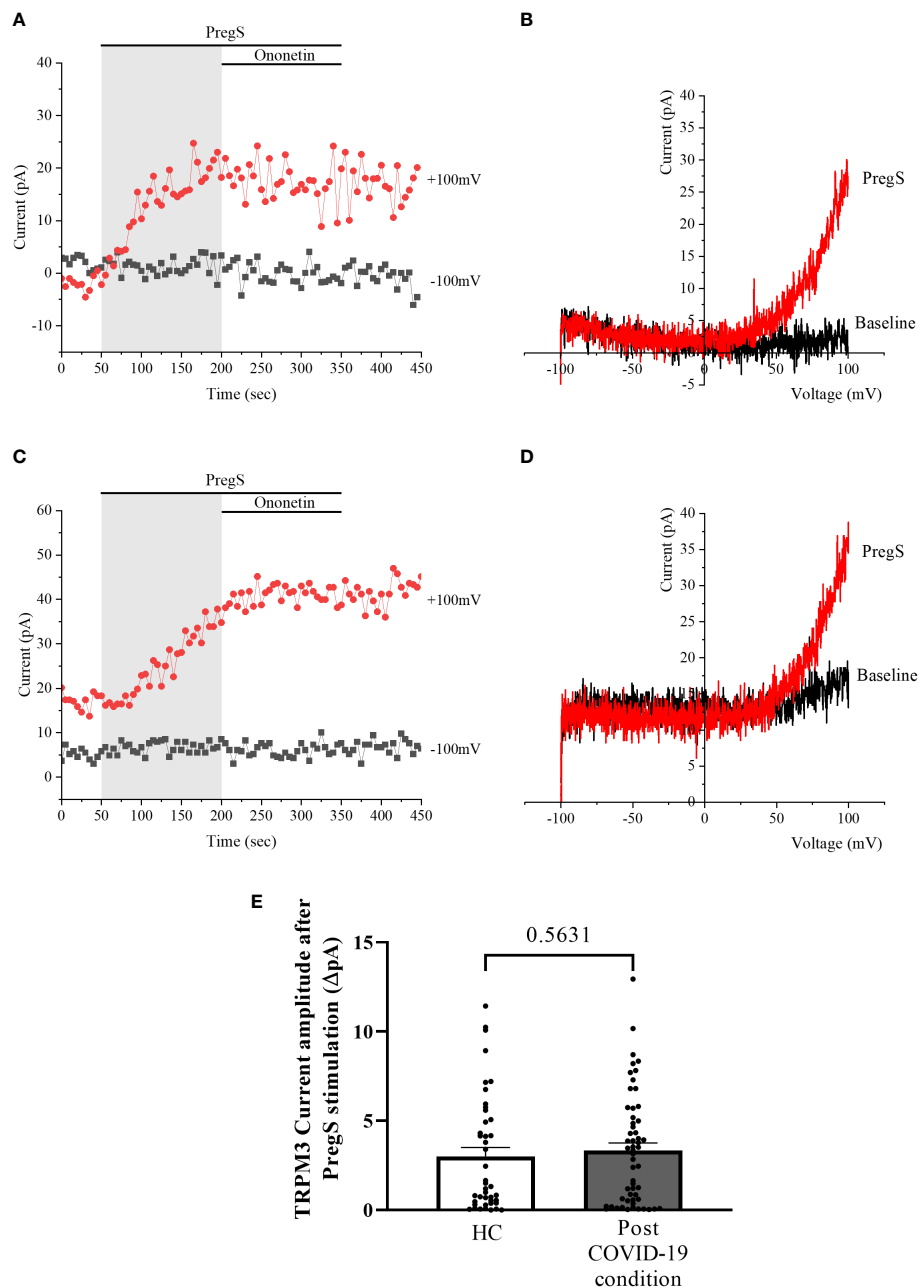 A
PregS
Ononetin
40
30
20
10
0
-10
Current (pA)
+100mV
-100mV
0 50 100 150 200 250 300 350 400 450
Time (sec)
B
Current (pA)
40
35
30
25
20
15
10
5
-5
PregS
Baseline
-100 -50 0 50 100
Voltage (mV)
C
PregS
Ononetin
60
50
40
30
20
10
0
Current (pA)
+100mV
-100mV
0 50 100 150 200 250 300 350 400 450
Time (sec)
D
Current (pA)
40
35
30
25
20
15
5
0
PregS
Baseline
-100 -50 0 50 100
Voltage (mV)
E
TRPM3 Current amplitude after
PregS stimulation (ΔpA)
0.5631
15
10
5
0
HC
Post
COVID-19
condition